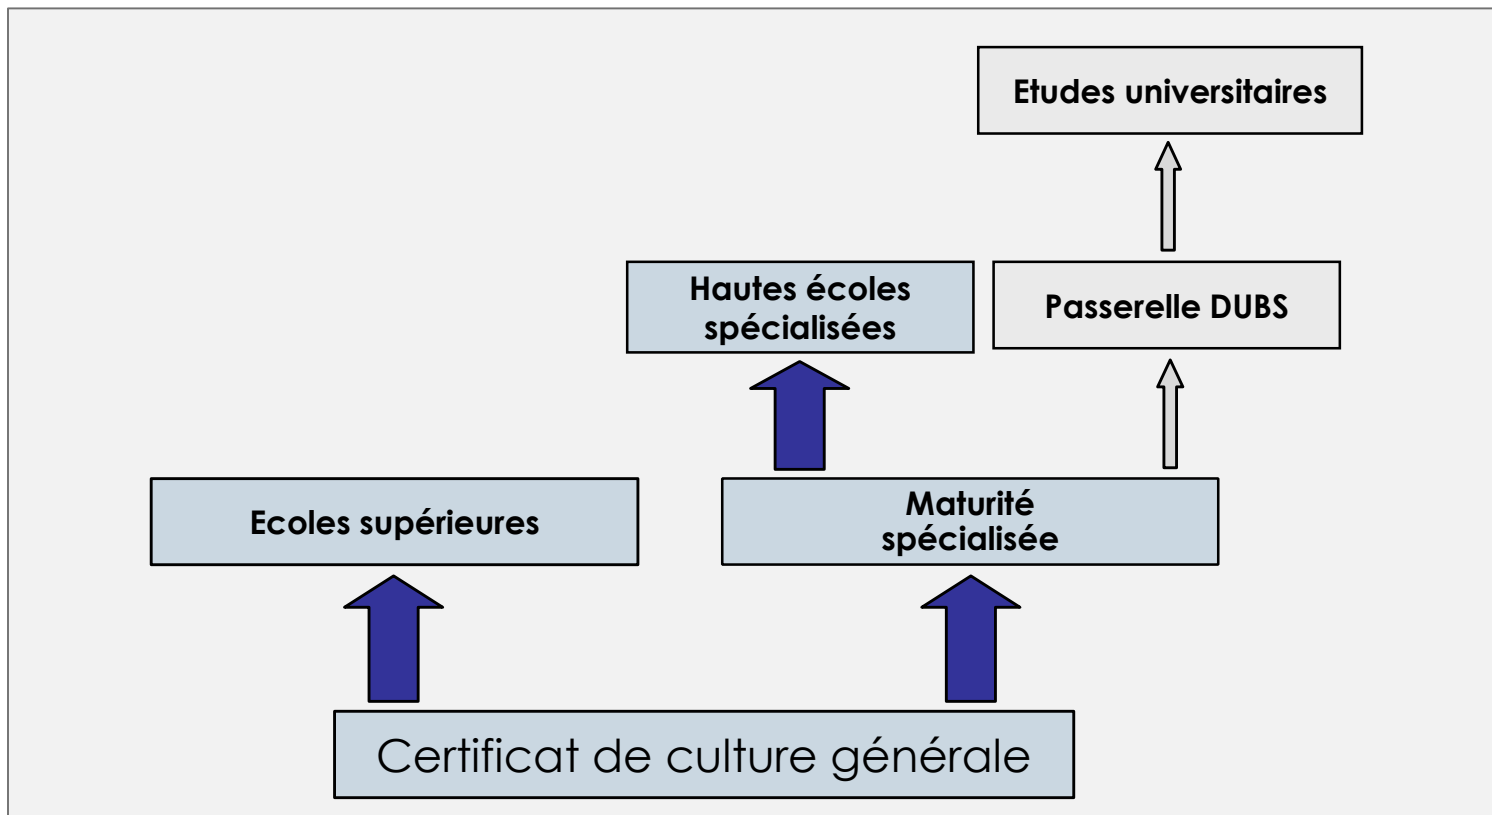 Etudes universitaires
Hautes écoles
spécialisées
Passerelle DUBS
Ecoles supérieures
Maturité
spécialisée
Certificat de culture générale